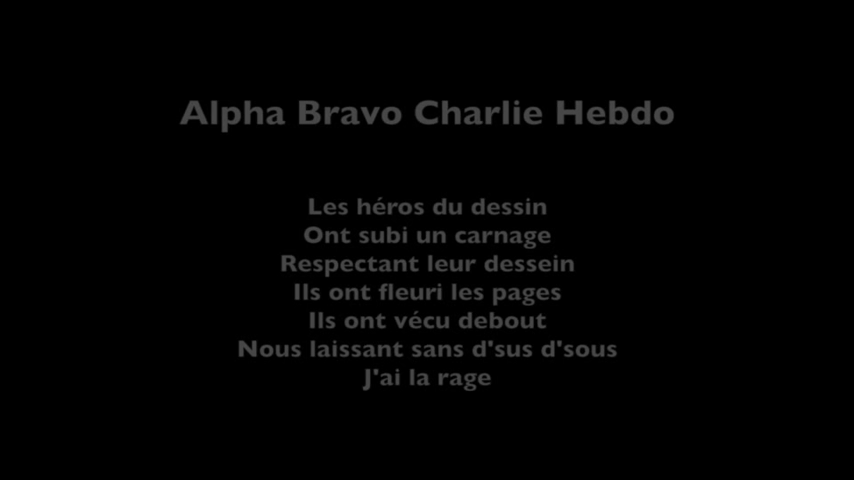 Alpha Bravo Charlie Hebdo
Les héros du dessin
Ont subi un carnage
Respectant leur dessein
Ils ont fleuri les pages
Ils ont vécu debout
Nous laissant sans d'sus d'sous
J'ai la rage